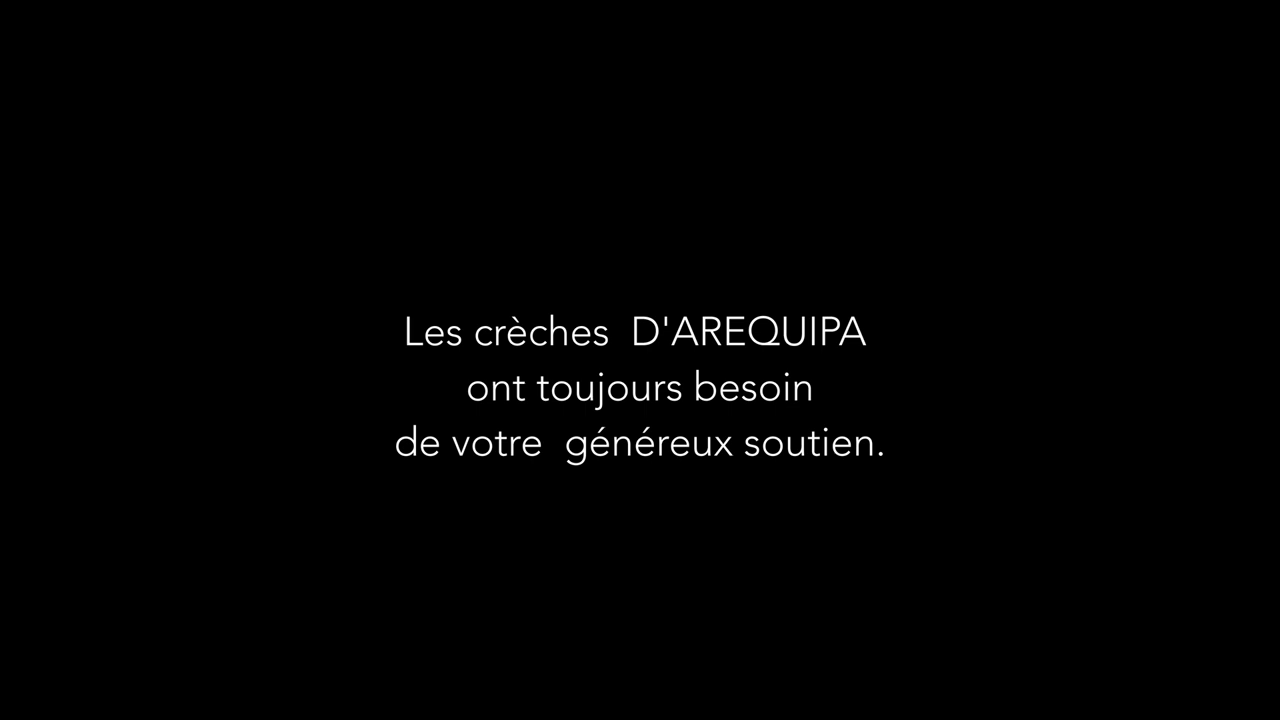 Les crèches  D'AREQUIPA
ont toujours besoin
de votre  généreux soutien.